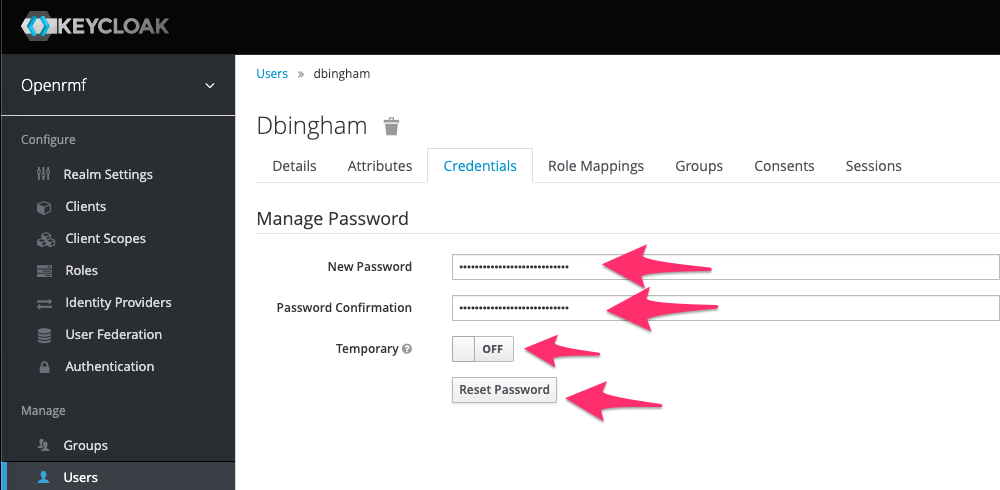 KEYCLOAK
Openrmf
Configure
Realm Settings
Clients
Client Scopes
Roles
Identity Providers
User Federation
Authentication
Manage
Groups
Users
Users » dbingham
Dbingham
Details Attributes Credentials Role Mappings Groups Consents Sessions
Manage Password
New Password ••••••••••••••••••••••••••••
Password Confirmation ••••••••••••••••••••••••••••
Temporary ? OFF
Reset Password